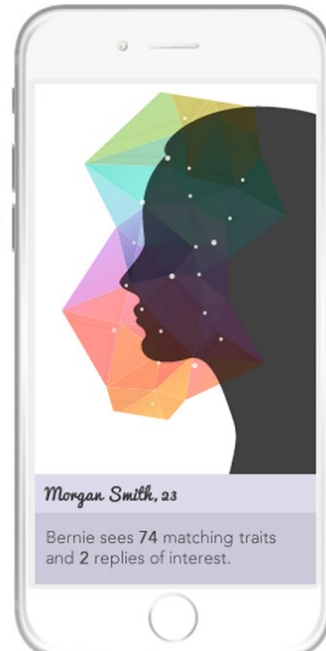 Morgan Smith, 23
Bernie sees 74 matching traits
and 2 replies of interest.